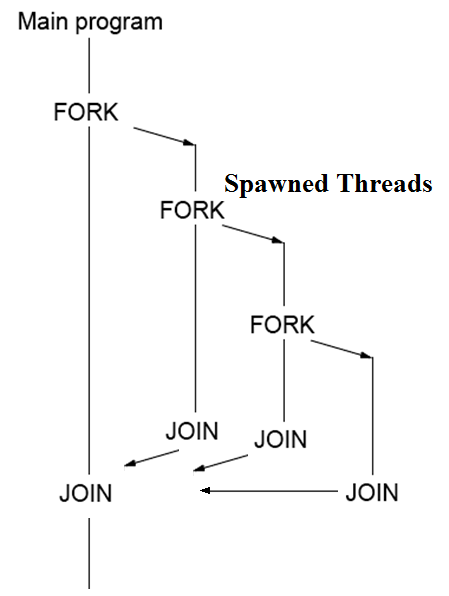 Main program
FORK
Spawned Threads
FORK
FORK
JOIN
JOIN
JOIN
JOIN